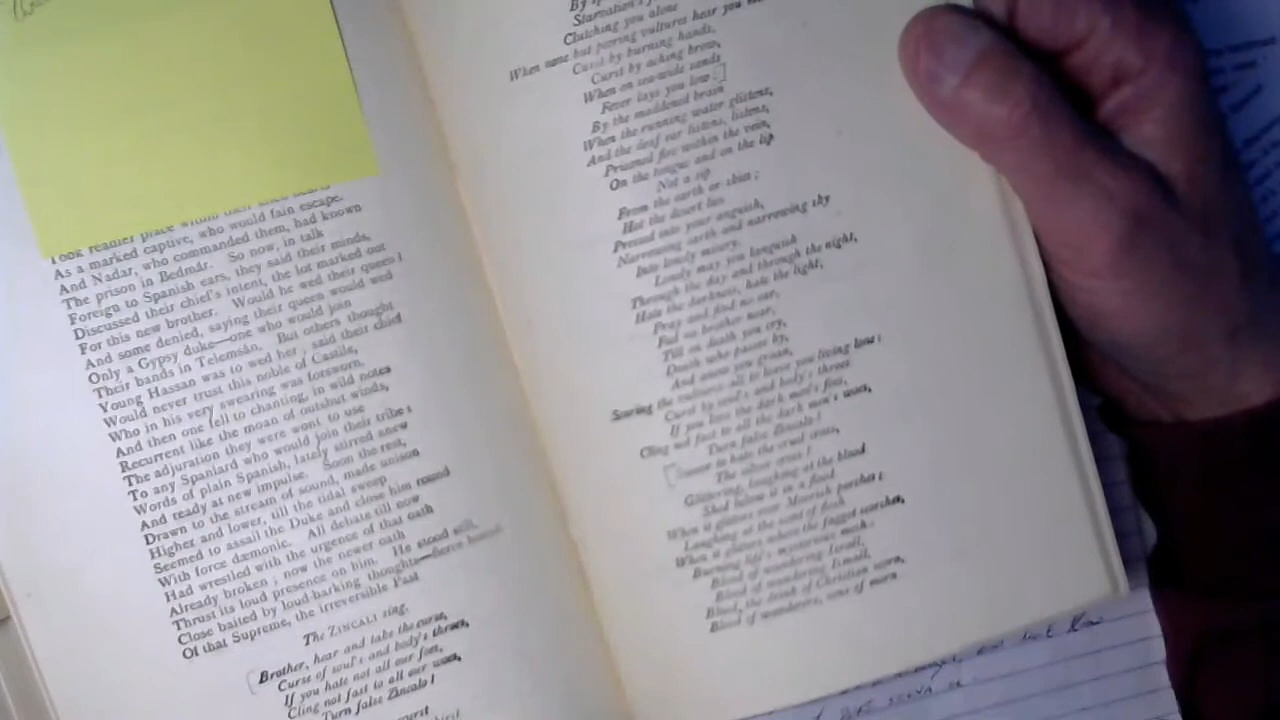 Took readier place within their
As a marked captive, who would fain escape.
And Nadar, who commanded them, had known
The prison in Bedmár. So now, in talk
Foreign to Spanish ears, they said their minds,
Discussed their chief's intent, the lot marked out
For this new brother. Would he wed their queen?
And some denied, saying their queen would wed
Only a Gypsy duke—one who would join
Their bands in Telemsán. But others thought
Young Hassan was to wed her; said their chief
Would never trust this noble of Castile,
Who in his very swearing was forsworn.
And then one fell to chanting, in wild notes
Recurrent like the moan of outshut winds,
The adjuration they were wont to use
To any Spaniard who would join their tribe:
Words of plain Spanish, lately stirred anew
And ready at new impulse. Soon the rest,
Drawn to the stream of sound, made unison
Higher and lower, till the tidal sweep
Seemed to assail the Duke and close him round
With force dæmonic. All debate till now
Had wrestled with the urgence of that oath
Already broken; now the newer oath
Thrust its loud presence on him. He stood still,
Close baited by loud-barking thoughts—fierce hounds
Of that Supreme, the irreversible Past
The ZINCALI sing.
Brother, hear and take the curse,
Curse of soul's and body's throes,
If you hate not all our foes,
Cling not fast to all our woes,
Turn false Zincalo!
Clutching you alone
When none but peering vultures hear you
Curst by burning hands,
Curst by aching brow,
When on sea-wide sands
Fever lays you low;
By the maddened brain
When the running water glistens,
And the deaf ear listens, listens,
Prisoned fire within the vein,
On the tongue and on the lip
Not a sip
From the earth or skies;
Hot the desert lies
Pressed into your anguish,
Narrowing earth and narrowing sky
Into lonely misery.
Lonely may you languish
Through the day and through the night,
Hate the darkness, hate the light,
Pray and find no ear,
Feel no brother near,
Till on death you cry,
Death who passes by,
And anew you groan,
Scaring the vultures all to leave you living lone:
Curst by soul's and body's throes
If you love the dark men's foes,
Cling not fast to all the dark men's woes,
Turn false Zincalo!
Swear to hate the cruel cross,
The silver cross!
Glittering, laughing at the blood
Shed below it in a flood
When it glitters over Moorish porches;
Laughing at the scent of flesh
When it glitters where the faggot scorches,
Burning life's mysterious mesh:
Blood of wandering Israël,
Blood of wandering Ismaël,
Blood, the drink of Christian scorn,
Blood of wanderers, sons of morn